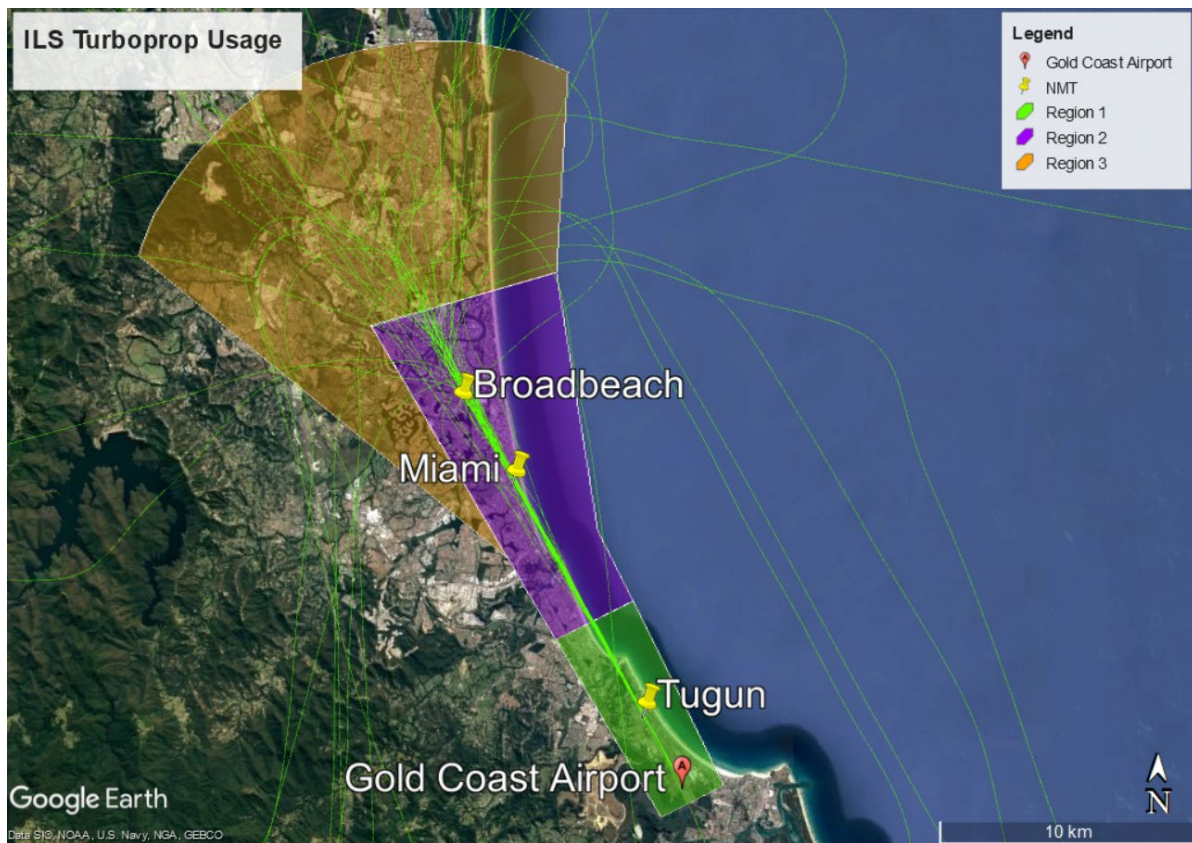 ILS Turboprop Usage
Legend
Gold Coast Airport
NMT
Region 1
Region 2
Region 3
Broadbeach
Miami
Tugun
A
Gold Coast Airport
Google Earth
N
Data SIO, NOAA, U.S. Navy, NGA, GEBCO
10 km